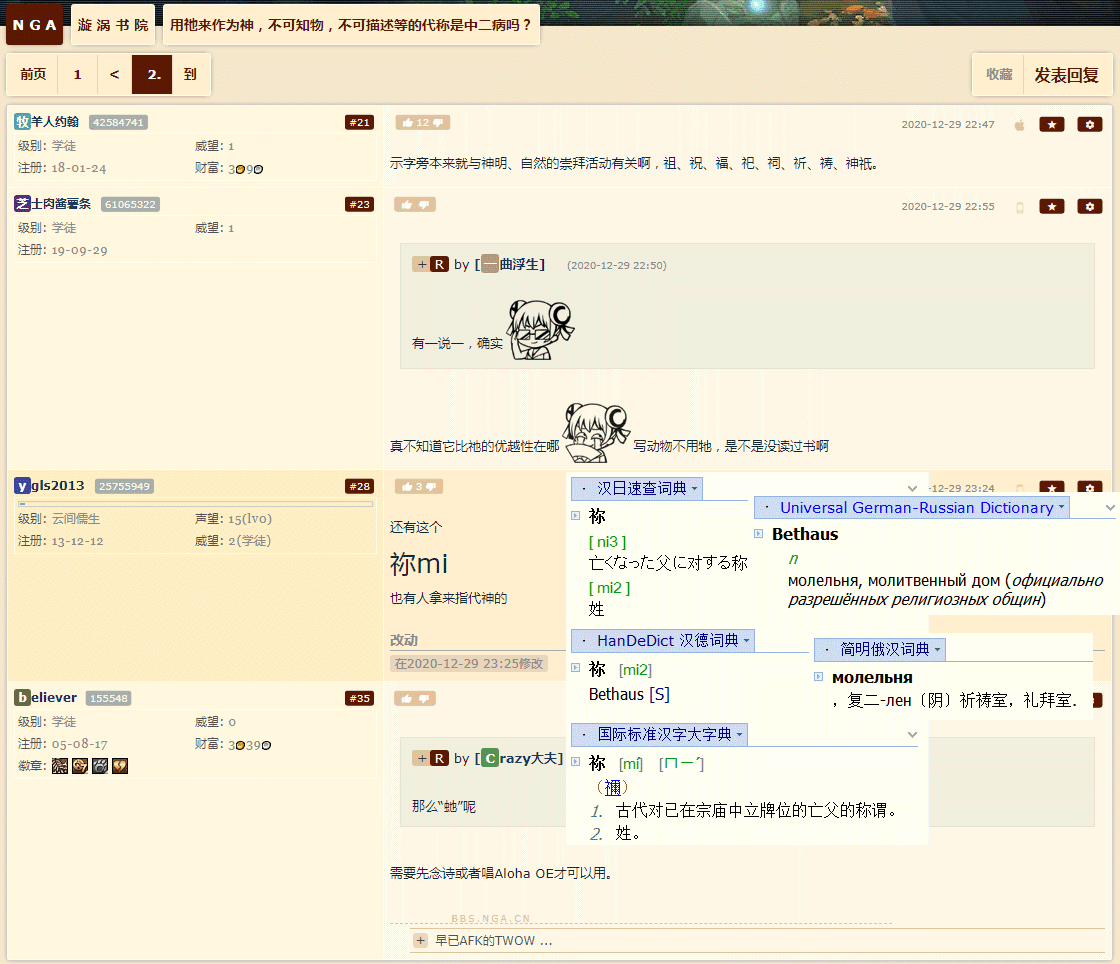 NGA 漩涡书院 用祂来作为神，不可知物，不可描述等的代称是中二病吗？
前页 1 < 2. 到 收藏 发表回复
牧羊人约翰 42584741 #21 12 2020-12-29 22:47
级别: 学徒 威望: 1
注册: 18-01-24 财富: 3 9
示字旁本来就与神明、自然的崇拜活动有关啊，祖、祝、福、祀、祠、祈、祷、神祇。
芝士肉酱薯条 61065322 #23 2020-12-29 22:55
级别: 学徒 威望: 1
注册: 19-09-29
+ R by [一曲浮生] (2020-12-29 22:50)
有一说一，确实
真不知道它比祂的优越性在哪 写动物不用牠，是不是没读过书啊
ygls2013 25755949 #28 3 -12-29 23:24
级别: 云间儒生 声望: 15(lv0)
注册: 13-12-12 威望: 2(学徒)
还有这个
祢mi
也有人拿来指代神的
改动
在2020-12-29 23:25修改
· 汉日速查词典
祢
[ ni3 ]
亡くなった父に対する称
[ mi2 ]
姓
· Universal German-Russian Dictionary
Bethaus
n
молельня, молитвенный дом (официально
разрешённых религиозных общин)
· HanDeDict 汉德词典
祢 [mi2]
Bethaus [S]
· 简明俄汉词典
молельня
，复二-лен〔阴〕祈祷室，礼拜室.
· 国际标准汉字大字典
祢 [mí] [ㄇㄧˊ]
（禰）
1. 古代对已在宗庙中立牌位的亡父的称谓。
2. 姓。
believer 155548 #35
级别: 学徒 威望: 0
注册: 05-08-17 财富: 3 39
徽章:
+ R by [Crazy大夫]
那么“虵”呢
需要先念诗或者唱Aloha OE才可以用。
BBS.NGA.CN
+ 早已AFK的TWOW ...